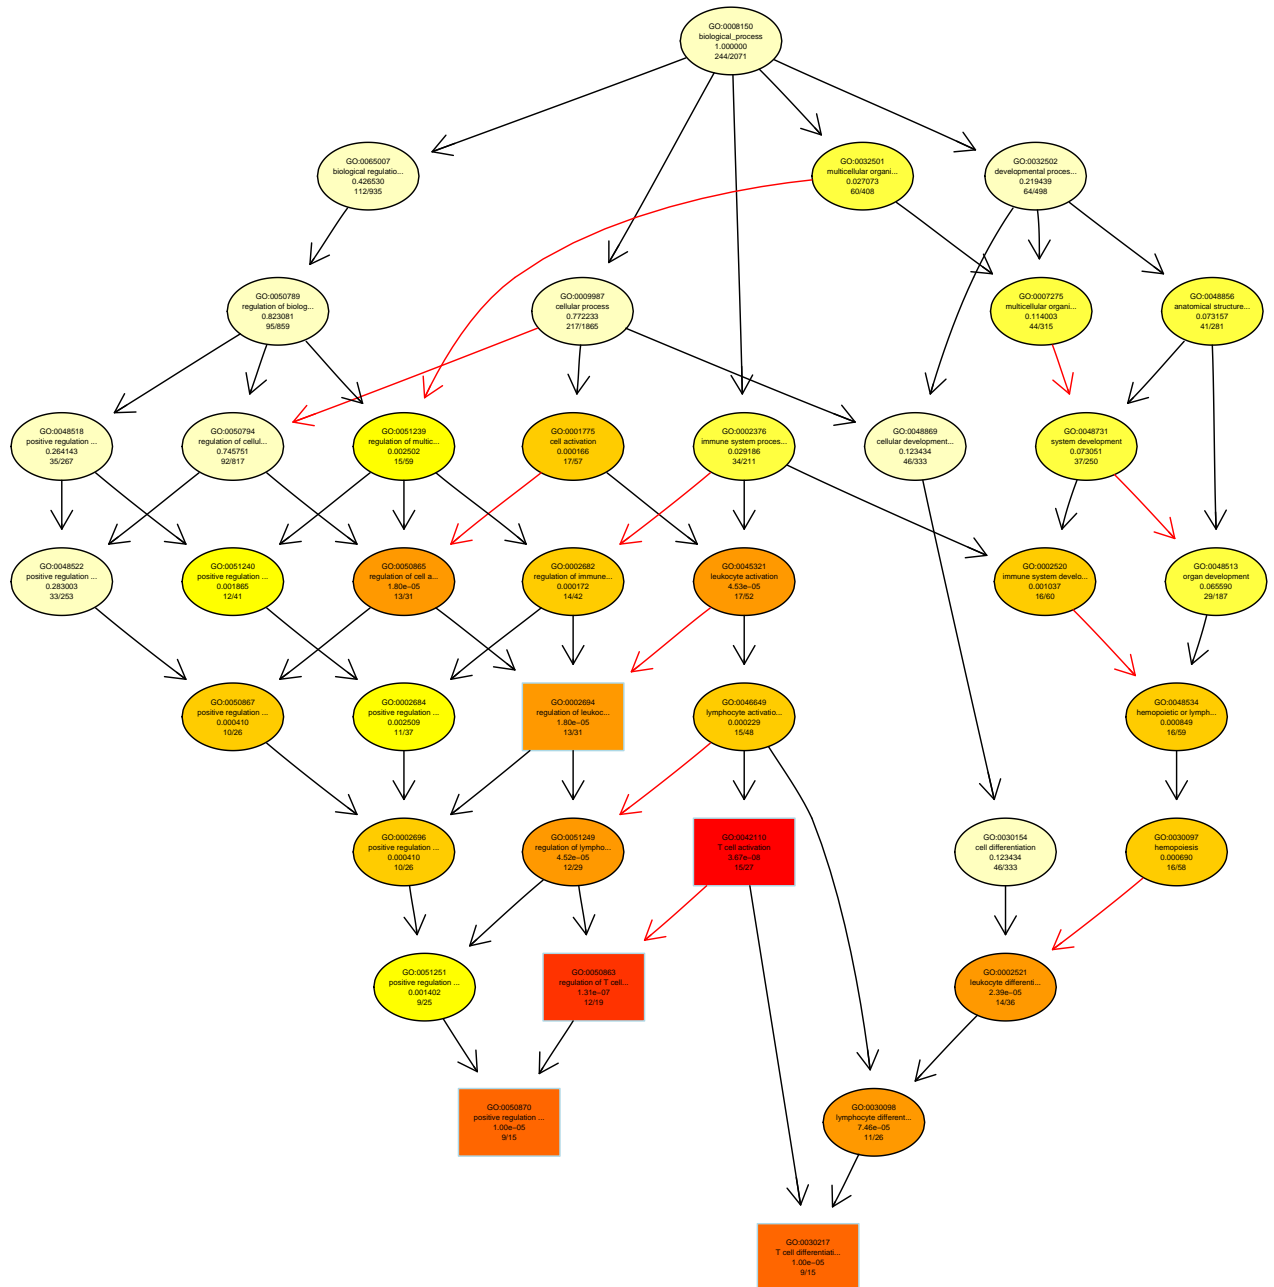 GO:0008150
biological_process
1.000000
244/2071
GO:0065007
biological regulatio...
0.426530
112/935
GO:0032501
multicellular organi...
0.027073
60/408
GO:0032502
developmental proces...
0.219439
64/498
GO:0050789
regulation of biolog...
0.823081
95/859
GO:0009987
cellular process
0.772233
217/1865
GO:0007275
multicellular organi...
0.114003
44/315
GO:0048856
anatomical structure...
0.073157
41/281
GO:0048518
positive regulation ...
0.264143
35/267
GO:0050794
regulation of cellul...
0.745751
92/817
GO:0051239
regulation of multic...
0.002502
15/59
GO:0001775
cell activation
0.000166
17/57
GO:0002376
immune system proces...
0.029186
34/211
GO:0048869
cellular development...
0.123434
46/333
GO:0048731
system development
0.073051
37/250
GO:0048522
positive regulation ...
0.283003
33/253
GO:0051240
positive regulation ...
0.001865
12/41
GO:0050865
regulation of cell a...
1.80e−05
13/31
GO:0002682
regulation of immune...
0.000172
14/42
GO:0045321
leukocyte activation
4.53e−05
17/52
GO:0002520
immune system develo...
0.001037
16/60
GO:0048513
organ development
0.065590
29/187
GO:0050867
positive regulation ...
0.000410
10/26
GO:0002684
positive regulation ...
0.002509
11/37
GO:0002694
regulation of leukoc...
1.80e−05
13/31
GO:0046649
lymphocyte activatio...
0.000229
15/48
GO:0048534
hemopoietic or lymph...
0.000849
16/59
GO:0002696
positive regulation ...
0.000410
10/26
GO:0051249
regulation of lympho...
4.52e−05
12/29
GO:0042110
T cell activation
3.67e−08
15/27
GO:0030154
cell differentiation
0.123434
46/333
GO:0030097
hemopoiesis
0.000690
16/58
GO:0051251
positive regulation ...
0.001402
9/25
GO:0050863
regulation of T cell...
1.31e−07
12/19
GO:0002521
leukocyte differenti...
2.39e−05
14/36
GO:0050870
positive regulation ...
1.00e−05
9/15
GO:0030098
lymphocyte different...
7.46e−05
11/26
GO:0030217
T cell differentiati...
1.00e−05
9/15